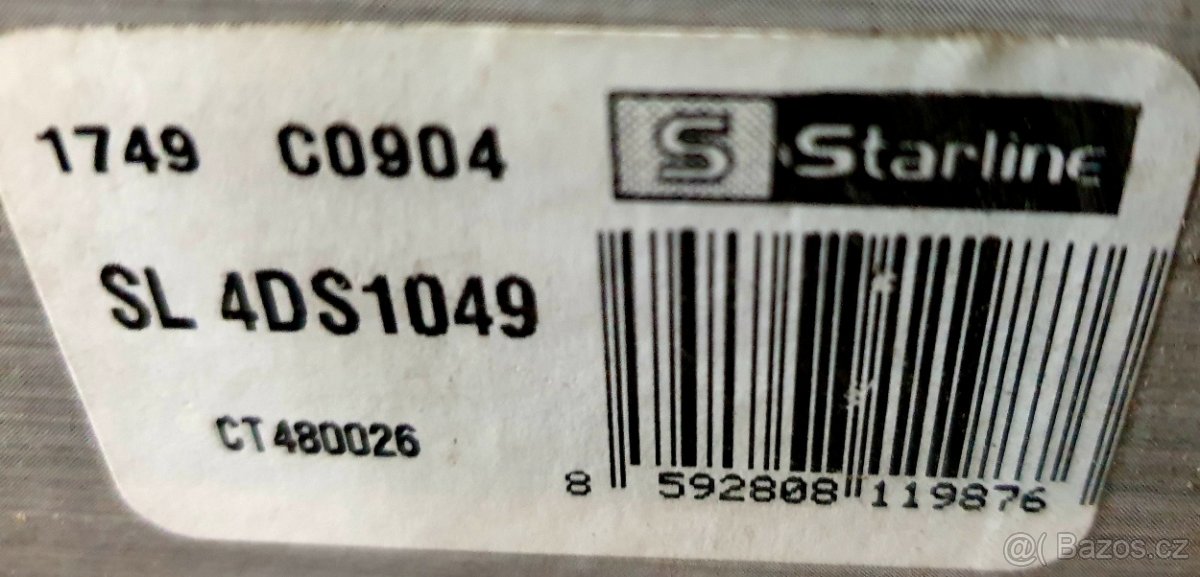 1749 C0904
S Starline
SL 4DS1049
CT480026
8 592808 119876
@( Bazos.cz